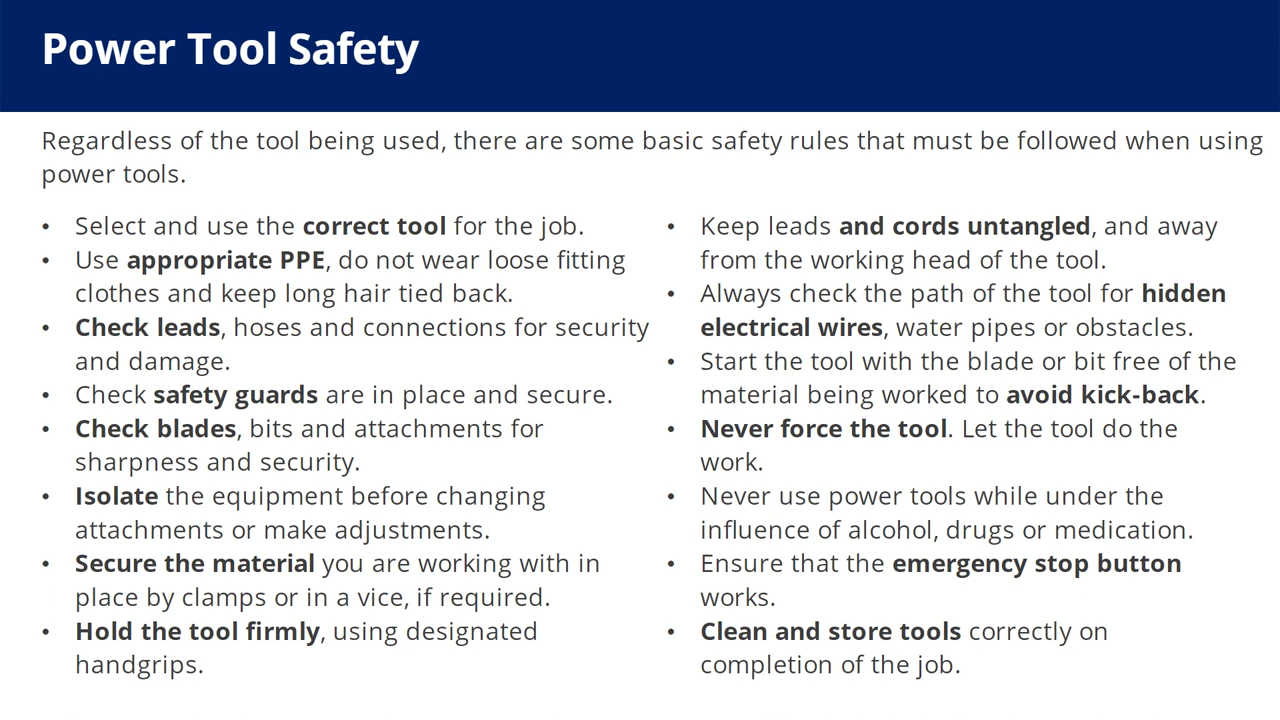 Power Tool Safety
Regardless of the tool being used, there are some basic safety rules that must be followed when using
power tools.
• Select and use the correct tool for the job.
• Use appropriate PPE, do not wear loose fitting
clothes and keep long hair tied back.
• Check leads, hoses and connections for security
and damage.
• Check safety guards are in place and secure.
• Check blades, bits and attachments for
sharpness and security.
• Isolate the equipment before changing
attachments or make adjustments.
• Secure the material you are working with in
place by clamps or in a vice, if required.
• Hold the tool firmly, using designated
handgrips.
• Keep leads and cords untangled, and away
from the working head of the tool.
• Always check the path of the tool for hidden
electrical wires, water pipes or obstacles.
• Start the tool with the blade or bit free of the
material being worked to avoid kick-back.
• Never force the tool. Let the tool do the
work.
• Never use power tools while under the
influence of alcohol, drugs or medication.
• Ensure that the emergency stop button
works.
• Clean and store tools correctly on
completion of the job.